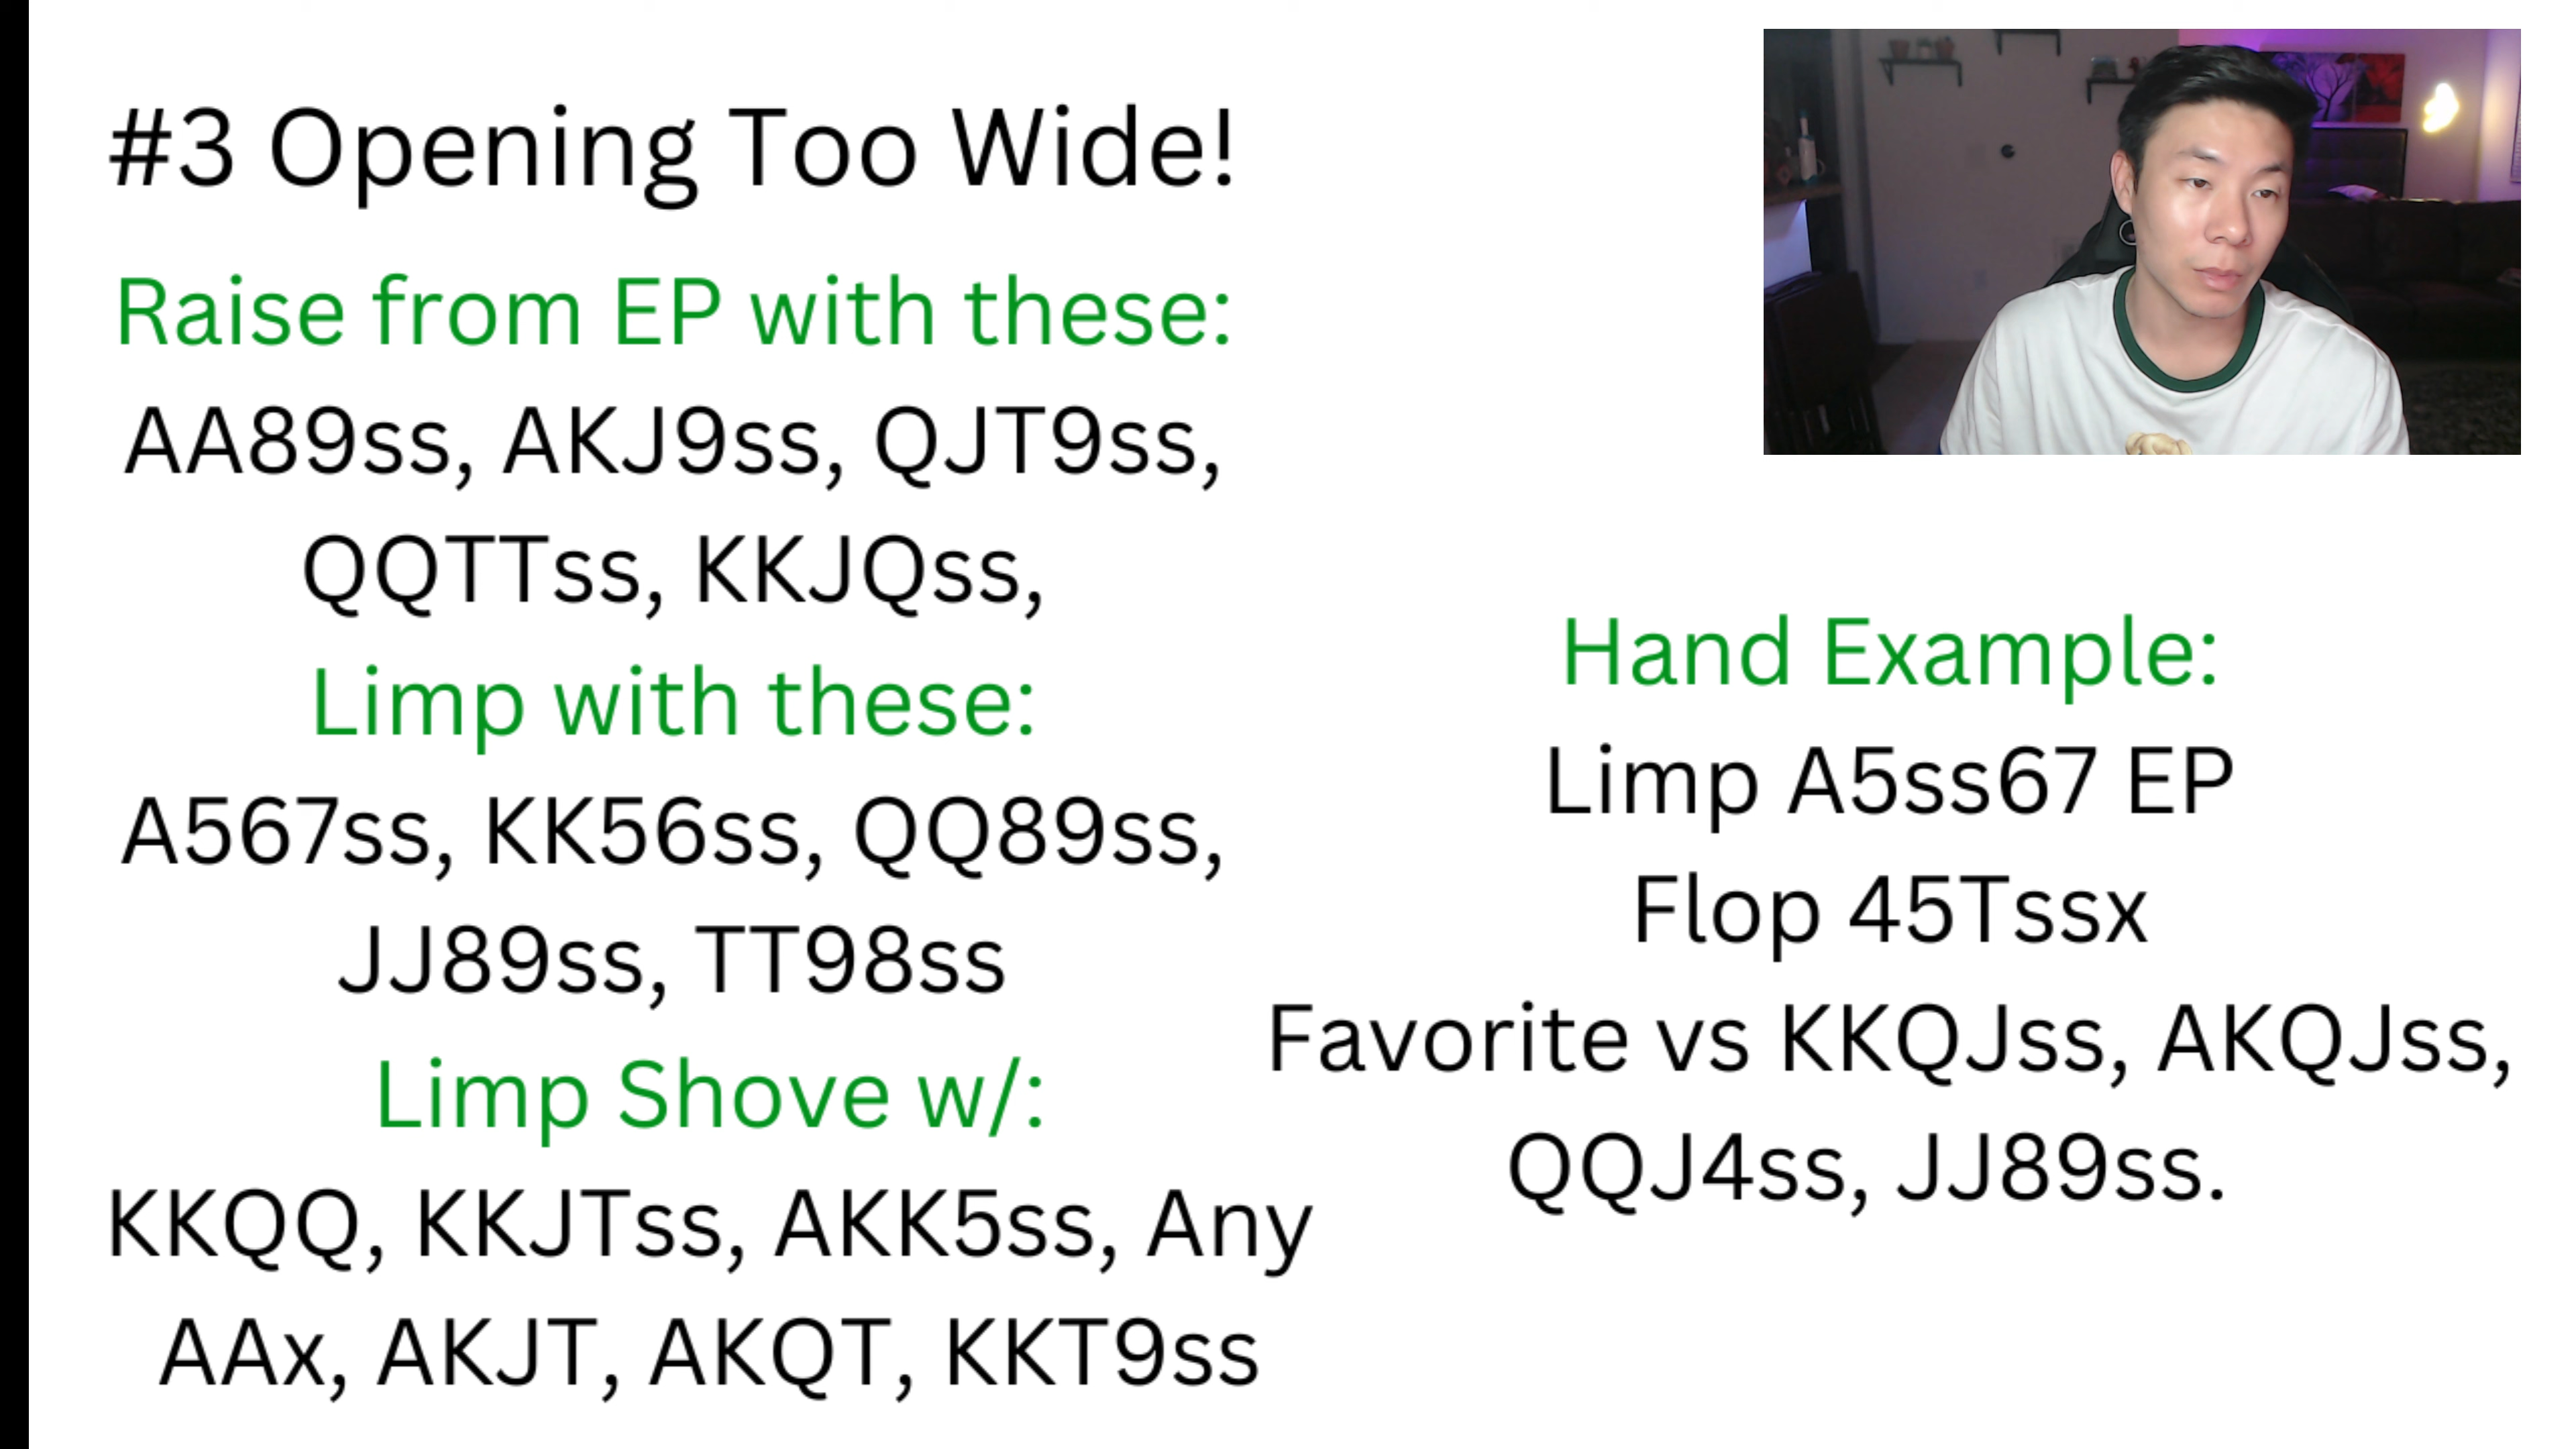 #3 Opening Too Wide!
Raise from EP with these:
AA89ss, AKJ9ss, QJT9ss,
QQTTss, KKJQss,
Limp with these:
A567ss, KK56ss, QQ89ss,
JJ89ss, TT98ss
Limp Shove w/:
KKQQ, KKJTss, AKK5ss, Any
AAx, AKJT, AKQT, KKT9ss
Hand Example:
Limp A5ss67 EP
Flop 45Tssx
Favorite vs KKQJss, AKQJss,
QQJ4ss, JJ89ss.